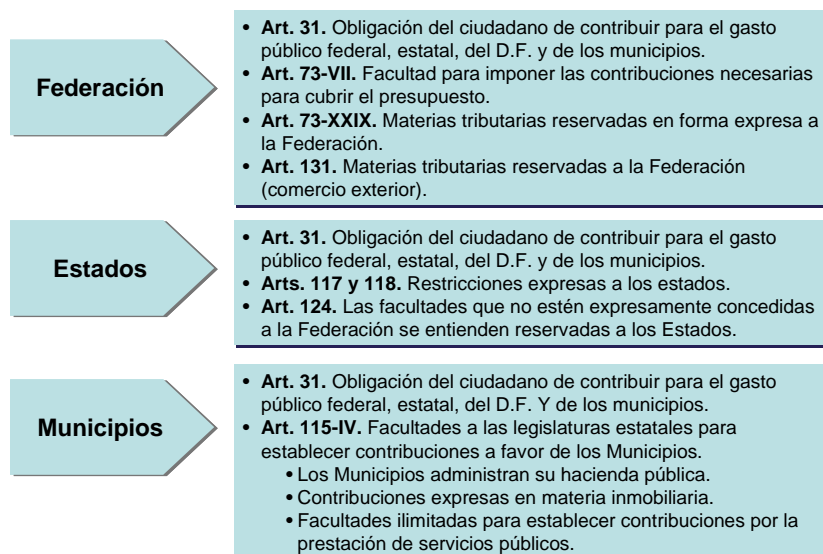 Federación
• Art. 31. Obligación del ciudadano de contribuir para el gasto
público federal, estatal, del D.F. y de los municipios.
• Art. 73-VII. Facultad para imponer las contribuciones necesarias
para cubrir el presupuesto.
• Art. 73-XXIX. Materias tributarias reservadas en forma expresa a
la Federación.
• Art. 131. Materias tributarias reservadas a la Federación
(comercio exterior).
Estados
• Art. 31. Obligación del ciudadano de contribuir para el gasto
público federal, estatal, del D.F. y de los municipios.
• Arts. 117 y 118. Restricciones expresas a los estados.
• Art. 124. Las facultades que no estén expresamente concedidas
a la Federación se entienden reservadas a los Estados.
Municipios
• Art. 31. Obligación del ciudadano de contribuir para el gasto
público federal, estatal, del D.F. Y de los municipios.
• Art. 115-IV. Facultades a las legislaturas estatales para
establecer contribuciones a favor de los Municipios.
• Los Municipios administran su hacienda pública.
• Contribuciones expresas en materia inmobiliaria.
• Facultades ilimitadas para establecer contribuciones por la
prestación de servicios públicos.